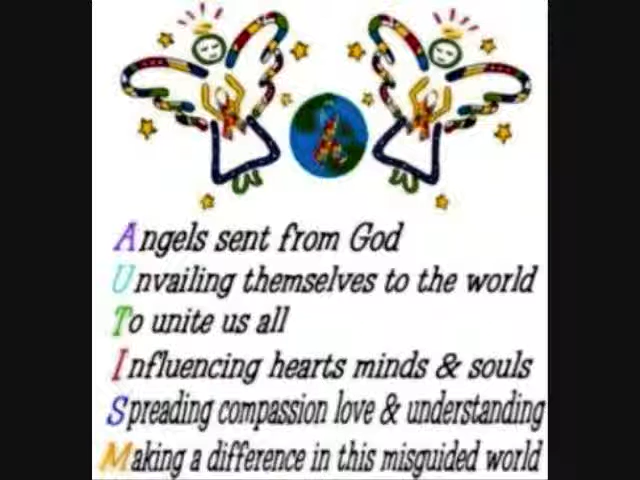 Angels sent from God
Unvailing themselves to the world
To unite us all
Influencing hearts minds & souls
Spreading compassion love & understanding
Making a difference in this misguided world